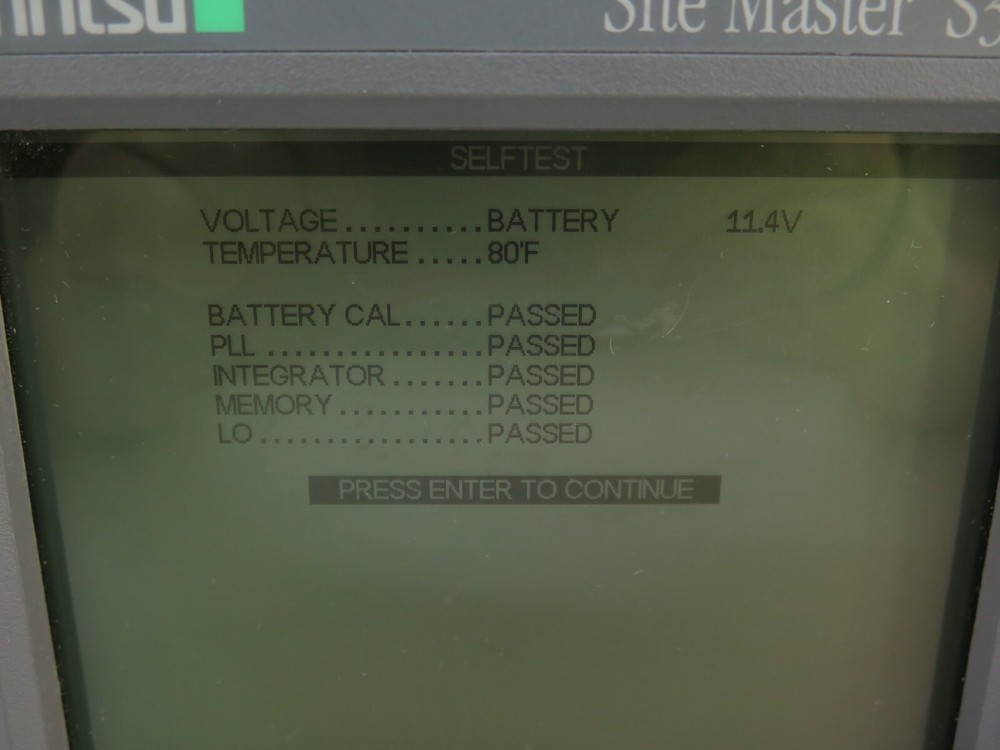 Site Master S3
SELFTEST
VOLTAGE..........BATTERY 11.4V
TEMPERATURE.....80°F
BATTERY CAL......PASSED
PLL ................PASSED
INTEGRATOR.......PASSED
MEMORY...........PASSED
LO.................PASSED
PRESS ENTER TO CONTINUE